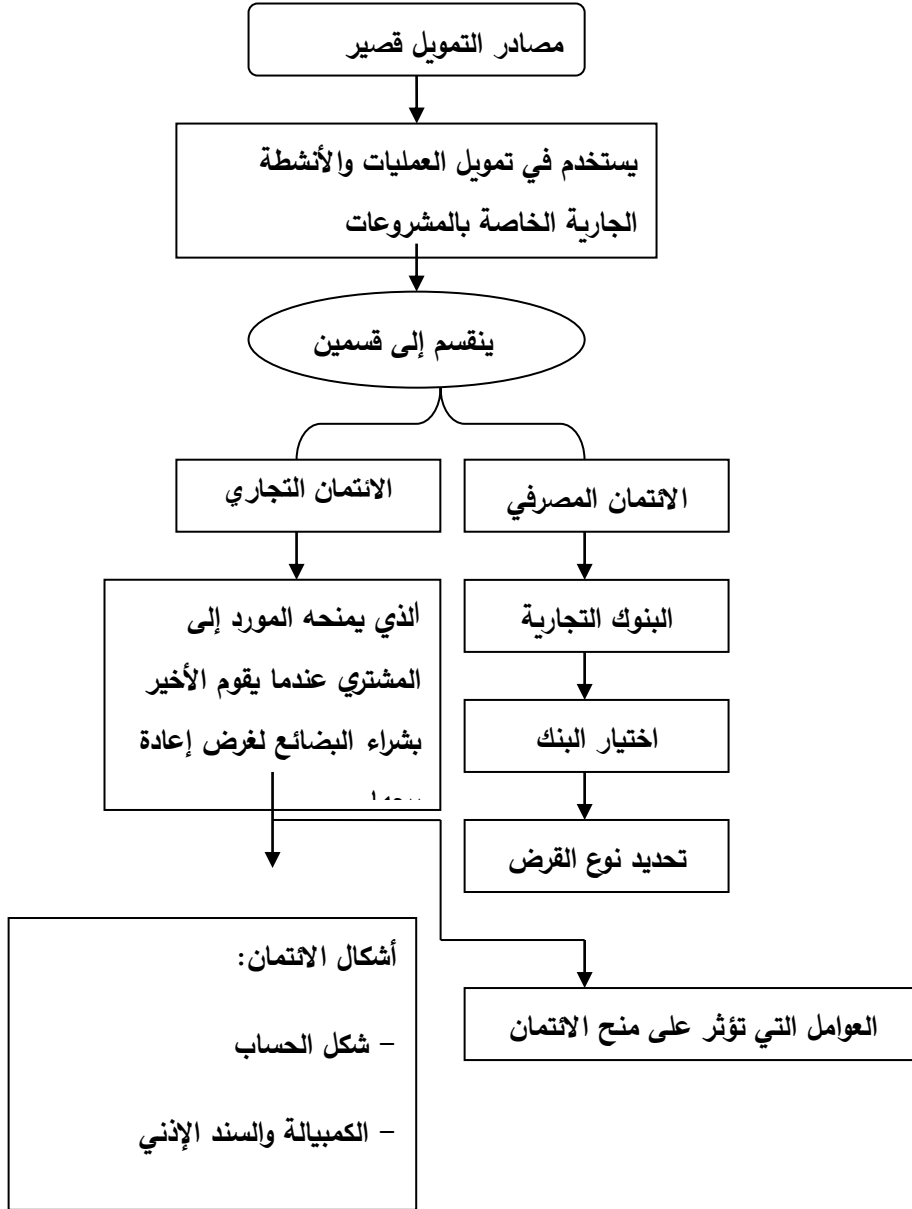 مصادر التمويل قصير
يستخدم في تمويل العمليات والأنشطة
الجارية الخاصة بالمشروعات
ينقسم إلى قسمين
الائتمان المصرفي
الائتمان التجاري
البنوك التجارية
الذي يمنحه المورد إلى
المشتري عندما يقوم الأخير
بشراء البضائع لغرض إعادة
اختيار البنك
تحديد نوع القرض
أشكال الائتمان:
– شكل الحساب
– الكمبيالة والسند الإذني
العوامل التي تؤثر على منح الائتمان